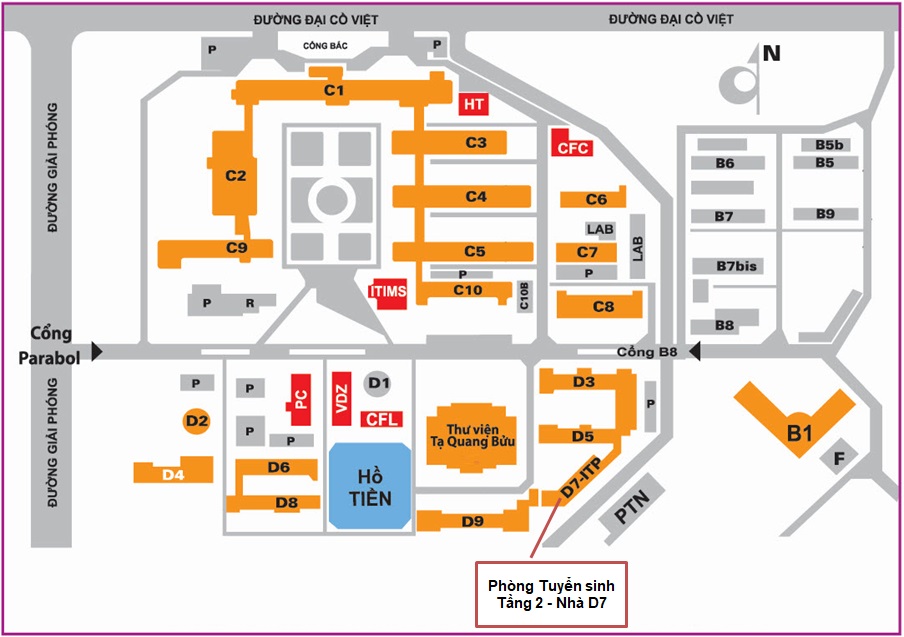 ĐƯỜNG ĐẠI CỒ VIỆT
ĐƯỜNG ĐẠI CỒ VIỆT
P
CỔNG BẮC
P
N
C1
HT
ĐƯỜNG GIẢI PHÓNG
C3
CFC
B5b
B6
B5
C2
C4
C6
B7
B9
LAB
LAB
C9
C5
C7
P
P
B7bis
ITIMS
C10
C10B
P
R
C8
B8
Cổng
Parabol
Cổng B8
ĐƯỜNG GIẢI PHÓNG
P
P
PC
VDZ
D1
D3
P
CFL
D2
P
P
Thư viện
Tạ Quang Bửu
D5
B1
F
D4
D6
D8
Hồ
TIỀN
D7-ITP
PTN
D9
Phòng Tuyển sinh
Tầng 2 - Nhà D7